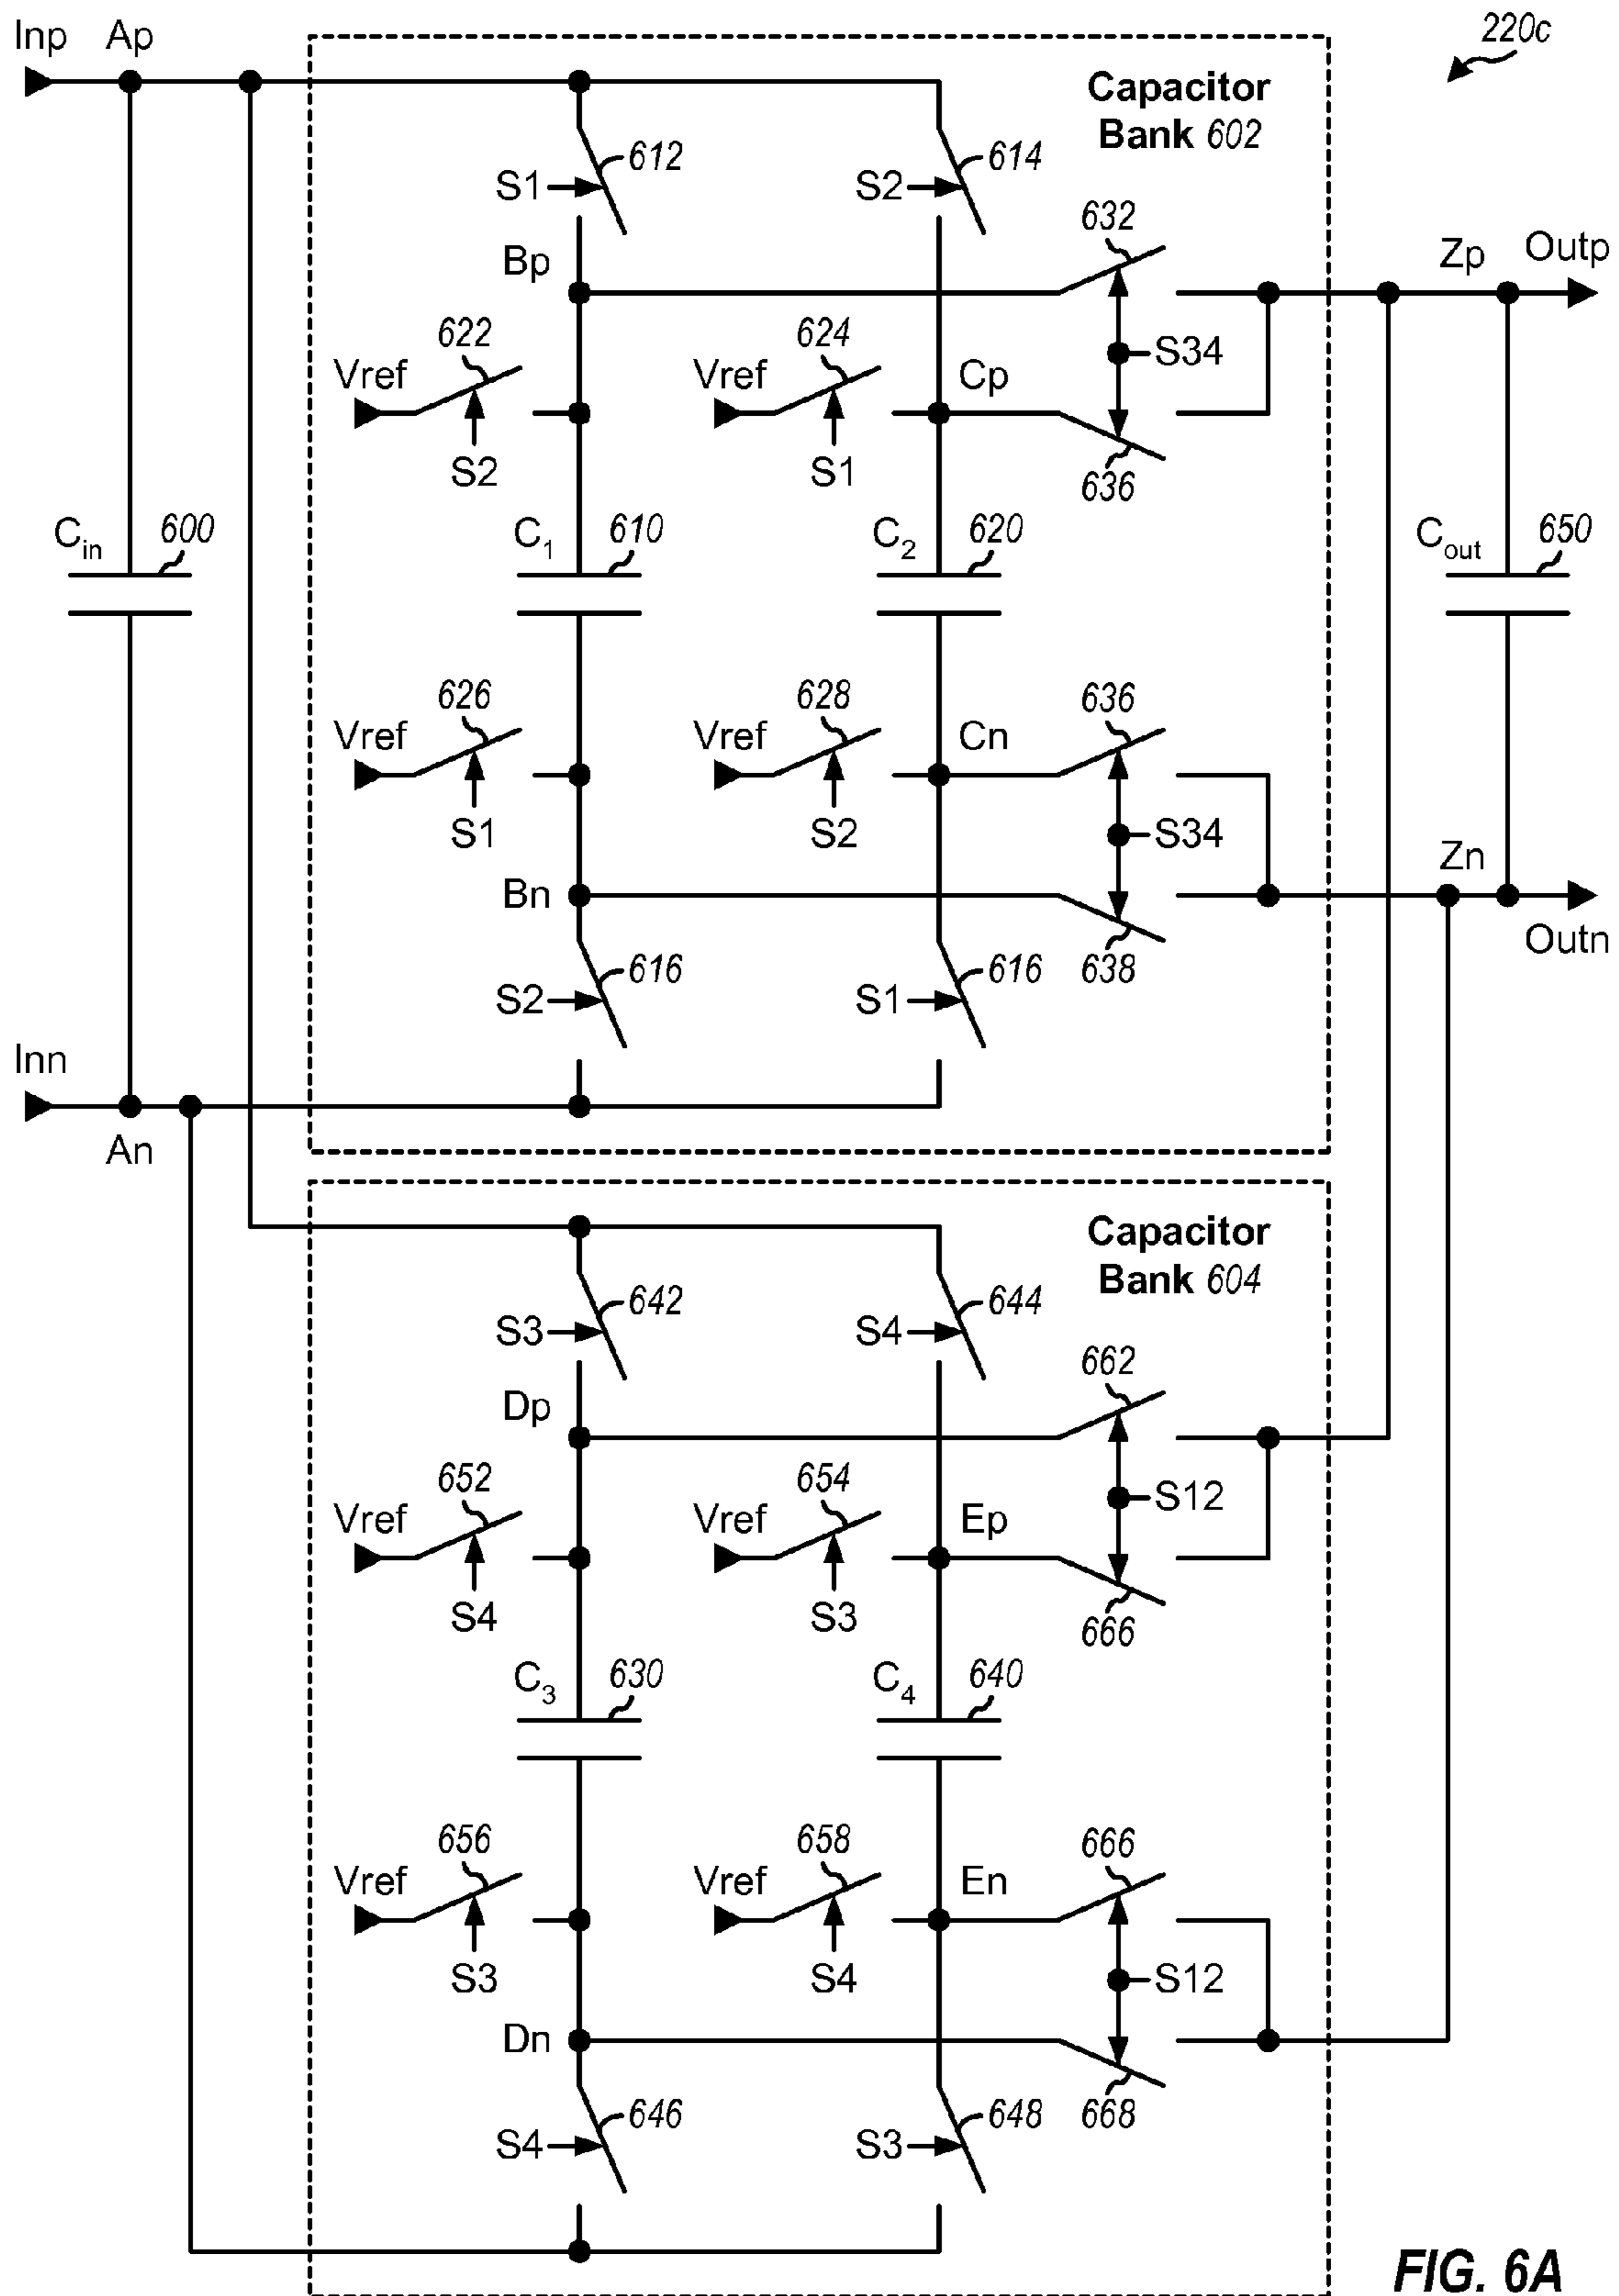 Inp Ap
220c
Capacitor
Bank 602
612
614
S1
S2
632
Bp
Zp
Outp
622
624
S34
Vref
Vref
Cp
S2
S1
636
Cin
600
C1
610
C2
620
Cout
650
626
628
636
Vref
Vref
Cn
S1
S2
S34
Zn
Bn
Outn
616
616
638
S2
S1
Inn
An
Capacitor
Bank 604
642
644
S3
S4
662
Dp
652
654
S12
Vref
Vref
Ep
S4
S3
666
C3
630
C4
640
656
658
666
Vref
Vref
En
S3
S4
S12
Dn
646
648
668
S4
S3
FIG. 6A